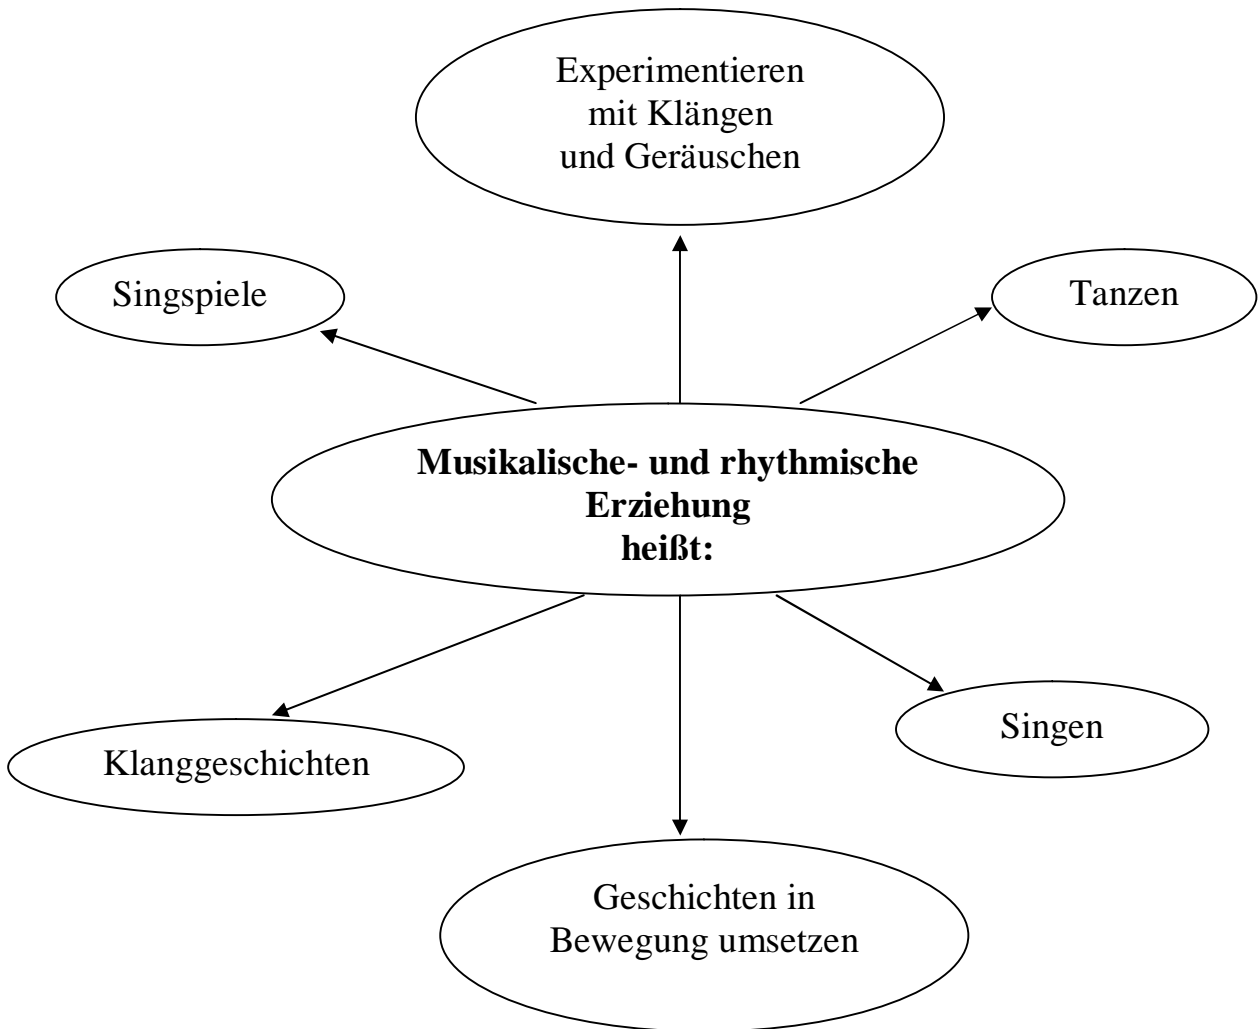 Experimentieren
mit Klängen
und Geräuschen
Singspiele
Tanzen
Musikalische- und rhythmische
Erziehung
heißt:
Klanggeschichten
Singen
Geschichten in
Bewegung umsetzen